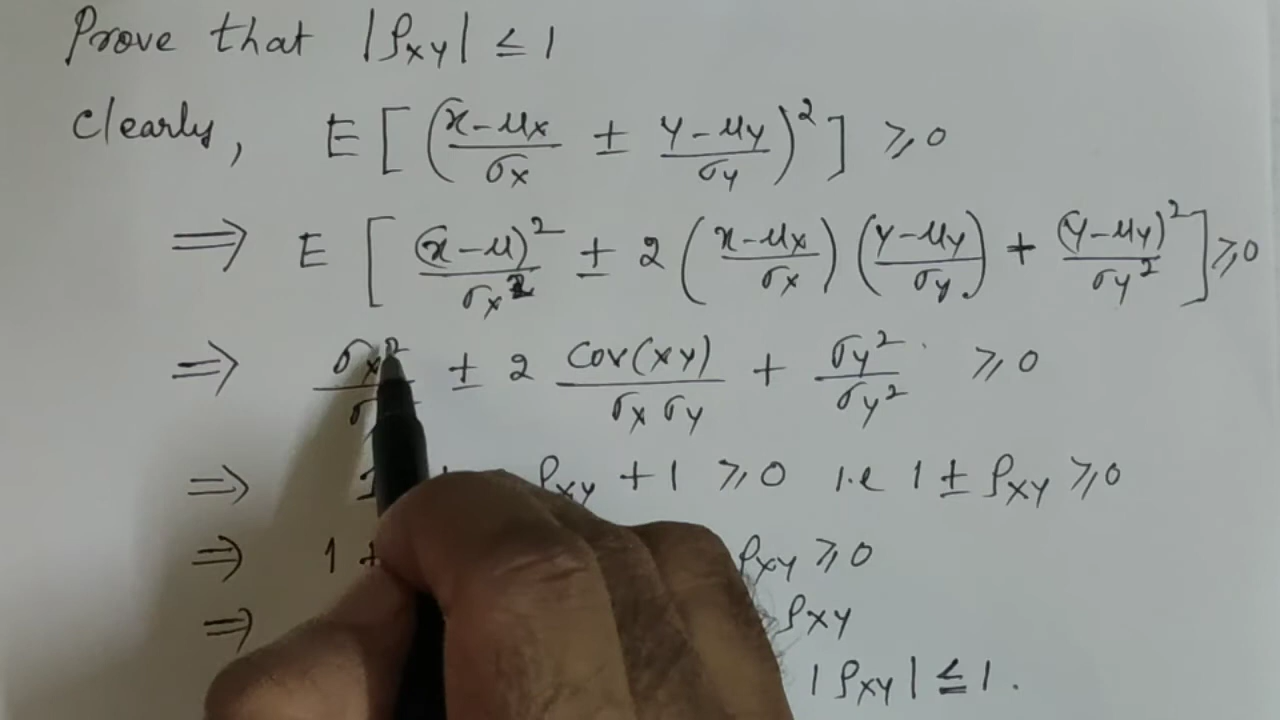 Prove that |ρxy| ≤ 1
Clearly, E [ ( (x-μx)/σx ± (y-μy)/σy )² ] ≥ 0
⇒ E [ (x-μ)²/σx² ± 2 ( (x-μx)/σx ) ( (y-μy)/σy ) + (y-μy)²/σy² ] ≥ 0
⇒ σx²/σ ± 2 Cov(xy)/(σx σy) + σy²/σy² ≥ 0
⇒ 1 ρxy + 1 ≥ 0 i.e 1 ± ρxy ≥ 0
⇒ 1 + ρxy ≥ 0
⇒ ρxy
|ρxy| ≤ 1.